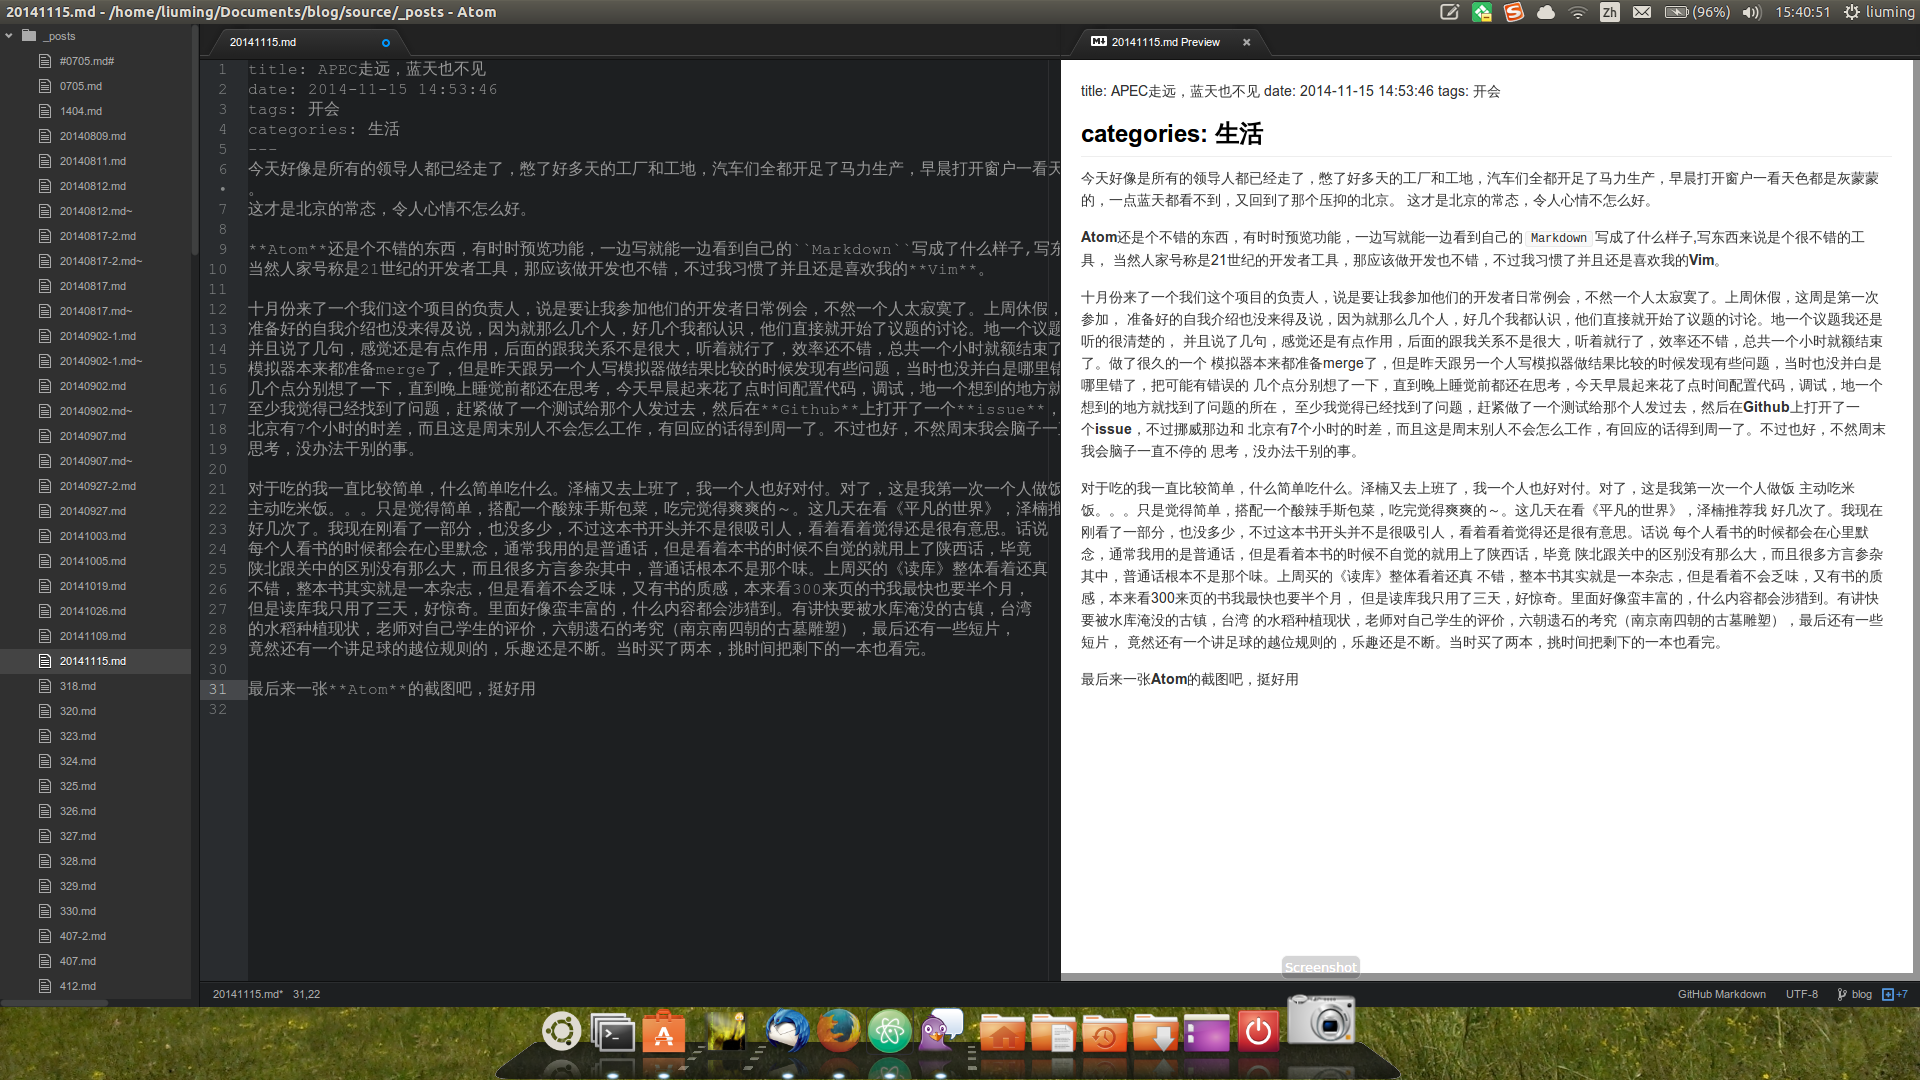 20141115.md - /home/liuming/Documents/blog/source/_posts - Atom
Zh
(96%)
15:40:51
liuming
_posts
#0705.md#
0705.md
1404.md
20140809.md
20140811.md
20140812.md
20140812.md~
20140817-2.md
20140817-2.md~
20140817.md
20140817.md~
20140902-1.md
20140902-1.md~
20140902.md
20140902.md~
20140907.md
20140907.md~
20140927-2.md
20140927.md
20141003.md
20141005.md
20141019.md
20141026.md
20141109.md
20141115.md
318.md
320.md
323.md
324.md
325.md
326.md
327.md
328.md
329.md
330.md
407-2.md
407.md
412.md
20141115.md
1 title: APEC走远，蓝天也不见
2 date: 2014-11-15 14:53:46
3 tags: 开会
4 categories: 生活
5 ---
6 今天好像是所有的领导人都已经走了，憋了好多天的工厂和工地，汽车们全都开足了马力生产，早晨打开窗户一看天
• 。
7 这才是北京的常态，令人心情不怎么好。
8
9 **Atom**还是个不错的东西，有时时预览功能，一边写就能一边看到自己的``Markdown``写成了什么样子,写东
10 当然人家号称是21世纪的开发者工具，那应该做开发也不错，不过我习惯了并且还是喜欢我的**Vim**。
11
12 十月份来了一个我们这个项目的负责人，说是要让我参加他们的开发者日常例会，不然一个人太寂寞了。上周休假，
13 准备好的自我介绍也没来得及说，因为就那么几个人，好几个我都认识，他们直接就开始了议题的讨论。地一个议题
14 并且说了几句，感觉还是有点作用，后面的跟我关系不是很大，听着就行了，效率还不错，总共一个小时就额结束了
15 模拟器本来都准备merge了，但是昨天跟另一个人写模拟器做结果比较的时候发现有些问题，当时也没并白是哪里错
16 几个点分别想了一下，直到晚上睡觉前都还在思考，今天早晨起来花了点时间配置代码，调试，地一个想到的地方就
17 至少我觉得已经找到了问题，赶紧做了一个测试给那个人发过去，然后在**Github**上打开了一个**issue**，
18 北京有7个小时的时差，而且这是周末别人不会怎么工作，有回应的话得到周一了。不过也好，不然周末我会脑子一直
19 思考，没办法干别的事。
20
21 对于吃的我一直比较简单，什么简单吃什么。泽楠又去上班了，我一个人也好对付。对了，这是我第一次一个人做饭
22 主动吃米饭。。。只是觉得简单，搭配一个酸辣手斯包菜，吃完觉得爽爽的～。这几天在看《平凡的世界》，泽楠推
23 好几次了。我现在刚看了一部分，也没多少，不过这本书开头并不是很吸引人，看着看着觉得还是很有意思。话说
24 每个人看书的时候都会在心里默念，通常我用的是普通话，但是看着本书的时候不自觉的就用上了陕西话，毕竟
25 陕北跟关中的区别没有那么大，而且很多方言参杂其中，普通话根本不是那个味。上周买的《读库》整体看着还真
26 不错，整本书其实就是一本杂志，但是看着不会乏味，又有书的质感，本来看300来页的书我最快也要半个月，
27 但是读库我只用了三天，好惊奇。里面好像蛮丰富的，什么内容都会涉猎到。有讲快要被水库淹没的古镇，台湾
28 的水稻种植现状，老师对自己学生的评价，六朝遗石的考究（南京南四朝的古墓雕塑），最后还有一些短片，
29 竟然还有一个讲足球的越位规则的，乐趣还是不断。当时买了两本，挑时间把剩下的一本也看完。
30
31 最后来一张**Atom**的截图吧，挺好用
32
20141115.md Preview
title: APEC走远，蓝天也不见 date: 2014-11-15 14:53:46 tags: 开会
categories: 生活
今天好像是所有的领导人都已经走了，憋了好多天的工厂和工地，汽车们全都开足了马力生产，早晨打开窗户一看天色都是灰蒙蒙
的，一点蓝天都看不到，又回到了那个压抑的北京。 这才是北京的常态，令人心情不怎么好。
Atom还是个不错的东西，有时时预览功能，一边写就能一边看到自己的 Markdown 写成了什么样子,写东西来说是个很不错的工
具， 当然人家号称是21世纪的开发者工具，那应该做开发也不错，不过我习惯了并且还是喜欢我的Vim。
十月份来了一个我们这个项目的负责人，说是要让我参加他们的开发者日常例会，不然一个人太寂寞了。上周休假，这周是第一次
参加， 准备好的自我介绍也没来得及说，因为就那么几个人，好几个我都认识，他们直接就开始了议题的讨论。地一个议题我还是
听的很清楚的， 并且说了几句，感觉还是有点作用，后面的跟我关系不是很大，听着就行了，效率还不错，总共一个小时就额结束
了。做了很久的一个 模拟器本来都准备merge了，但是昨天跟另一个人写模拟器做结果比较的时候发现有些问题，当时也没并白是
哪里错了，把可能有错误的 几个点分别想了一下，直到晚上睡觉前都还在思考，今天早晨起来花了点时间配置代码，调试，地一个
想到的地方就找到了问题的所在， 至少我觉得已经找到了问题，赶紧做了一个测试给那个人发过去，然后在Github上打开了一
个issue，不过挪威那边和 北京有7个小时的时差，而且这是周末别人不会怎么工作，有回应的话得到周一了。不过也好，不然周末
我会脑子一直不停的 思考，没办法干别的事。
对于吃的我一直比较简单，什么简单吃什么。泽楠又去上班了，我一个人也好对付。对了，这是我第一次一个人做饭 主动吃米
饭。。。只是觉得简单，搭配一个酸辣手斯包菜，吃完觉得爽爽的～。这几天在看《平凡的世界》，泽楠推荐我 好几次了。我现在
刚看了一部分，也没多少，不过这本书开头并不是很吸引人，看着看着觉得还是很有意思。话说 每个人看书的时候都会在心里默
念，通常我用的是普通话，但是看着本书的时候不自觉的就用上了陕西话，毕竟 陕北跟关中的区别没有那么大，而且很多方言参杂
其中，普通话根本不是那个味。上周买的《读库》整体看着还真 不错，整本书其实就是一本杂志，但是看着不会乏味，又有书的质
感，本来看300来页的书我最快也要半个月， 但是读库我只用了三天，好惊奇。里面好像蛮丰富的，什么内容都会涉猎到。有讲快
要被水库淹没的古镇，台湾 的水稻种植现状，老师对自己学生的评价，六朝遗石的考究（南京南四朝的古墓雕塑），最后还有一些
短片， 竟然还有一个讲足球的越位规则的，乐趣还是不断。当时买了两本，挑时间把剩下的一本也看完。
最后来一张Atom的截图吧，挺好用
Screenshot
20141115.md* 31,22
GitHub Markdown UTF-8 blog +7